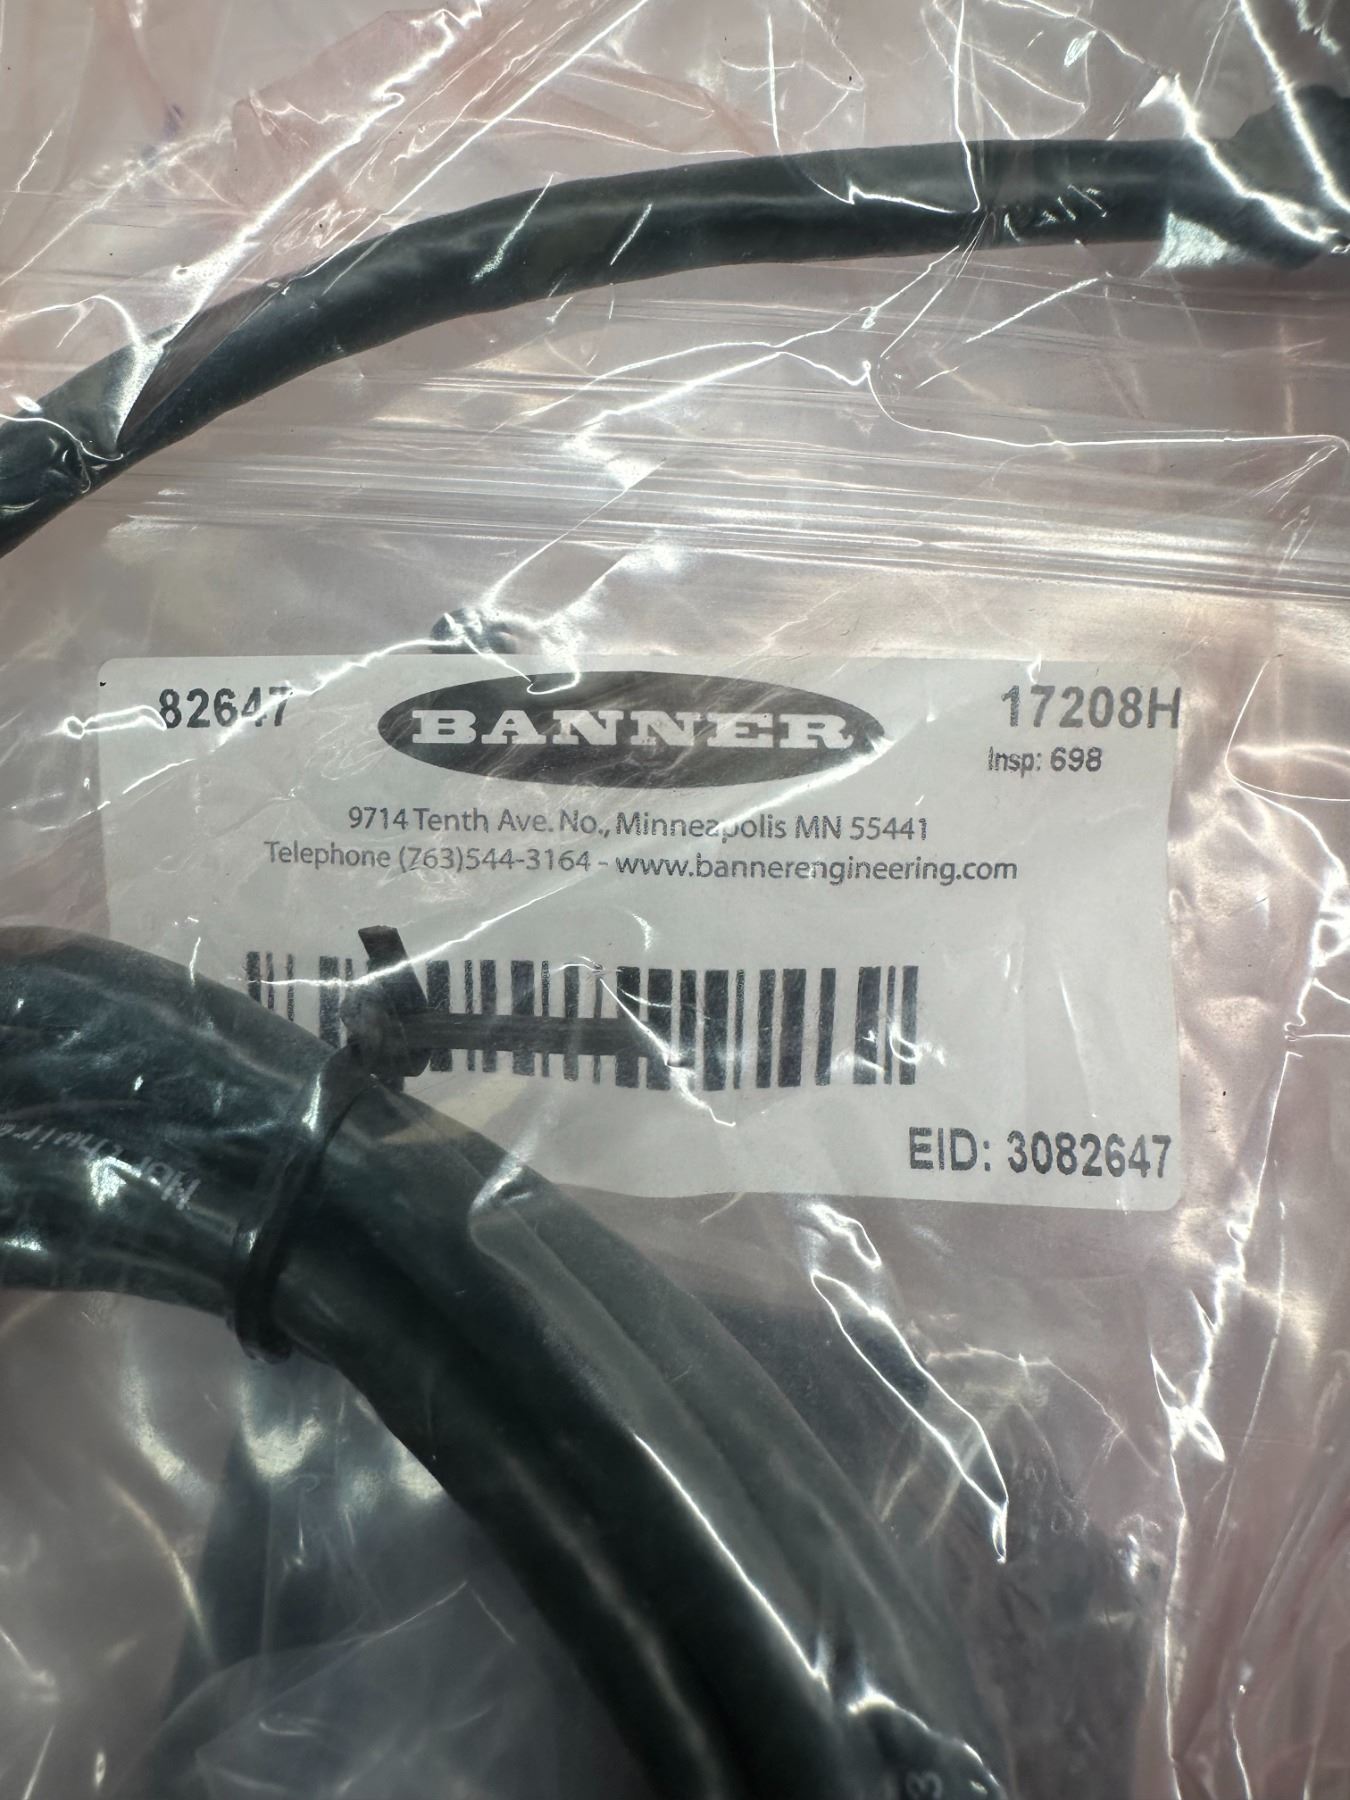 82647
BANNER
17208H
Insp: 698
9714 Tenth Ave. No., Minneapolis MN 55441
Telephone (763)544-3164 - www.bannerengineering.com
EID: 3082647